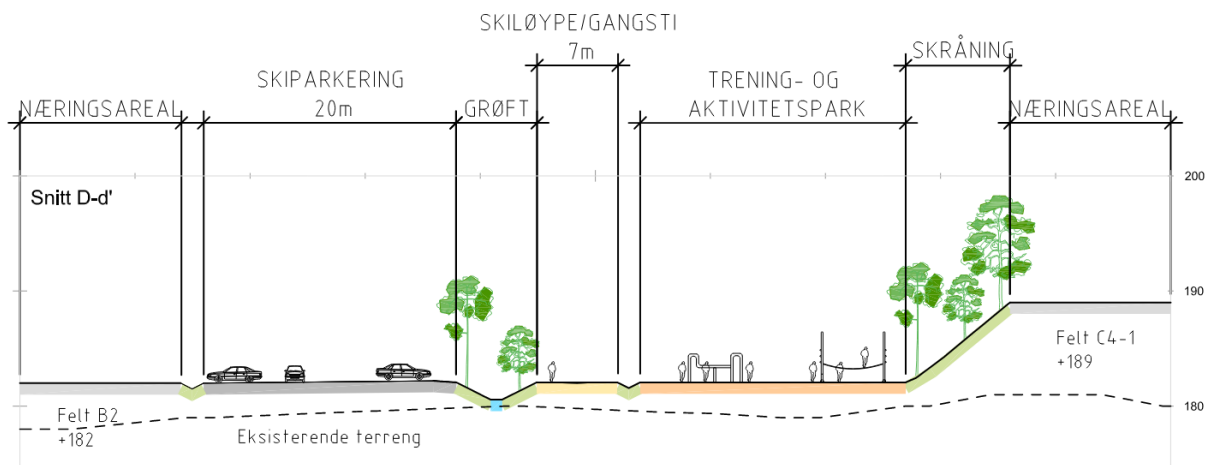 SKILØYPE/GANGSTI
7m
SKRÅNING
SKIPARKERING
20m
TRENING- OG
AKTIVITETSPARK
NÆRINGSAREAL
GRØFT
NÆRINGSAREAL
Snitt D-d'
200
190
Felt C4-1
+189
180
Felt B2
+182
Eksisterende terreng